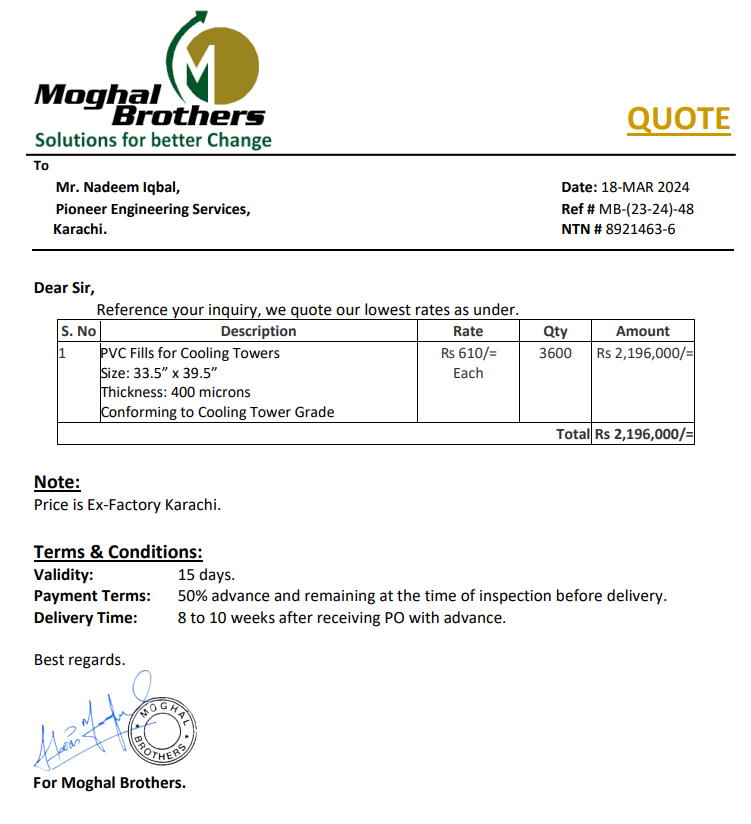 M
Moghal
Brothers
Solutions for better Change
QUOTE
To
Mr. Nadeem Iqbal,
Date: 18-MAR 2024
Pioneer Engineering Services,
Ref # MB-(23-24)-48
Karachi.
NTN # 8921463-6
Dear Sir,
Reference your inquiry, we quote our lowest rates as under.
S. No Description Rate Qty Amount
1 PVC Fills for Cooling Towers Rs 610/= 3600 Rs 2,196,000/=
Size: 33.5” x 39.5” Each
Thickness: 400 microns
Conforming to Cooling Tower Grade
Total Rs 2,196,000/=
Note:
Price is Ex-Factory Karachi.
Terms & Conditions:
Validity: 15 days.
Payment Terms: 50% advance and remaining at the time of inspection before delivery.
Delivery Time: 8 to 10 weeks after receiving PO with advance.
Best regards.
MOGHAL
BROTHERS
For Moghal Brothers.